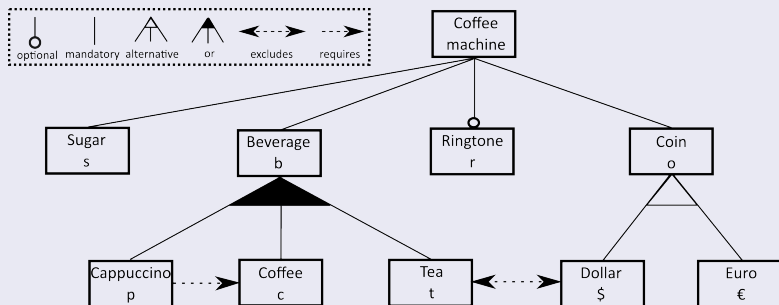 optional mandatory alternative or excludes requires
Coffee
machine
Sugar
s
Beverage
b
Ringtone
r
Coin
o
Cappuccino
p
Coffee
c
Tea
t
Dollar
$
Euro
€